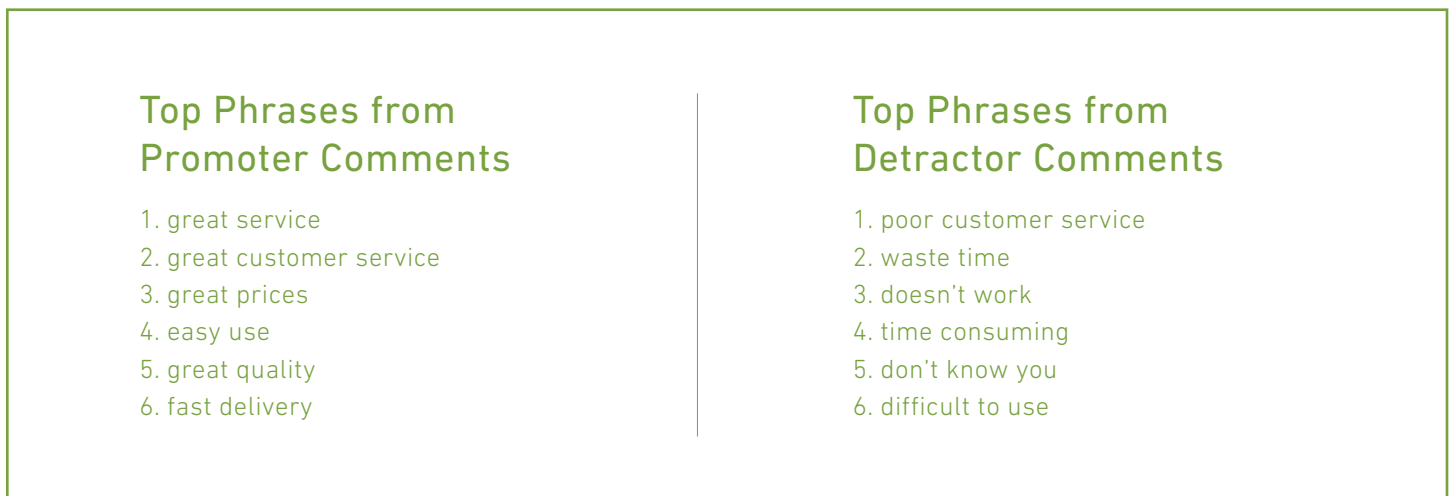 Top Phrases from
Promoter Comments
1. great service
2. great customer service
3. great prices
4. easy use
5. great quality
6. fast delivery
Top Phrases from
Detractor Comments
1. poor customer service
2. waste time
3. doesn’t work
4. time consuming
5. don’t know you
6. difficult to use